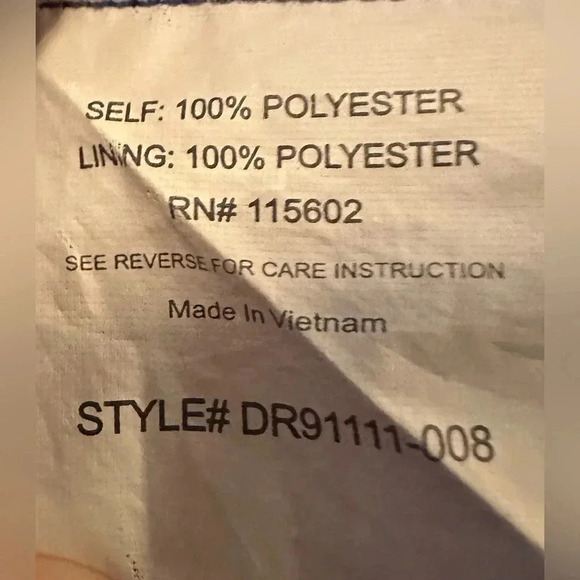 SELF: 100% POLYESTER
LINING: 100% POLYESTER
RN# 115602
SEE REVERSE FOR CARE INSTRUCTION
Made In Vietnam
STYLE# DR91111-008